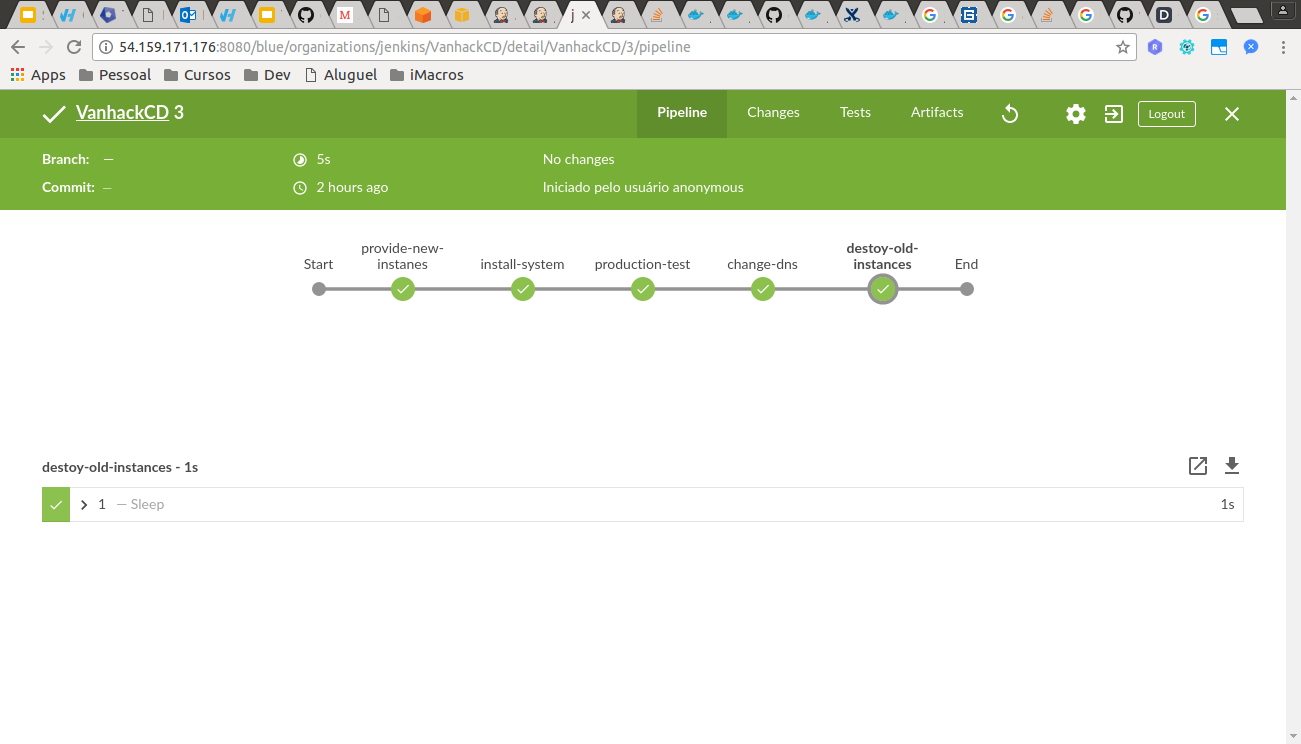 j
54.159.171.176:8080/blue/organizations/jenkins/VanhackCD/detail/VanhackCD/3/pipeline
Apps Pessoal Cursos Dev Aluguel iMacros
VanhackCD 3 Pipeline Changes Tests Artifacts Logout
Branch: — 5s No changes
Commit: — 2 hours ago Iniciado pelo usuário anonymous
Start
provide-new-
instanes
install-system
production-test
change-dns
destoy-old-
instances
End
destoy-old-instances - 1s
1 — Sleep 1s